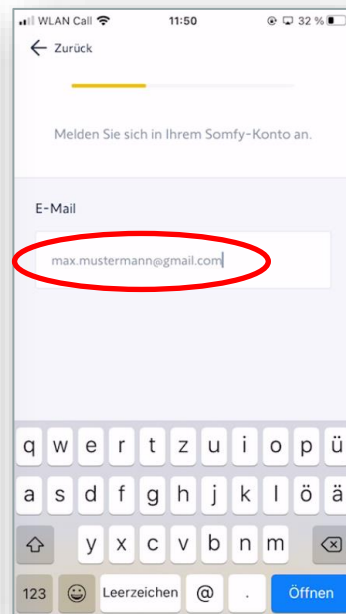 WLAN Call 11:50 32 %
Zurück
Melden Sie sich in Ihrem Somfy-Konto an.
E-Mail
max.mustermann@gmail.com
q w e r t z u i o p ü
a s d f g h j k l ö ä
y x c v b n m
123 Leerzeichen @ . Öffnen